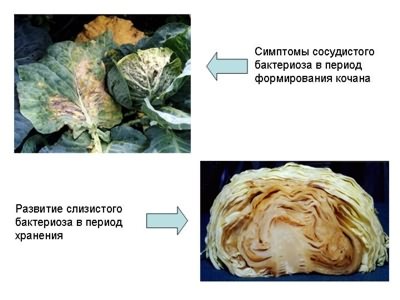 Симптомы сосудистого
бактериоза в период
формирования кочана
Развитие слизистого
бактериоза в период
хранения